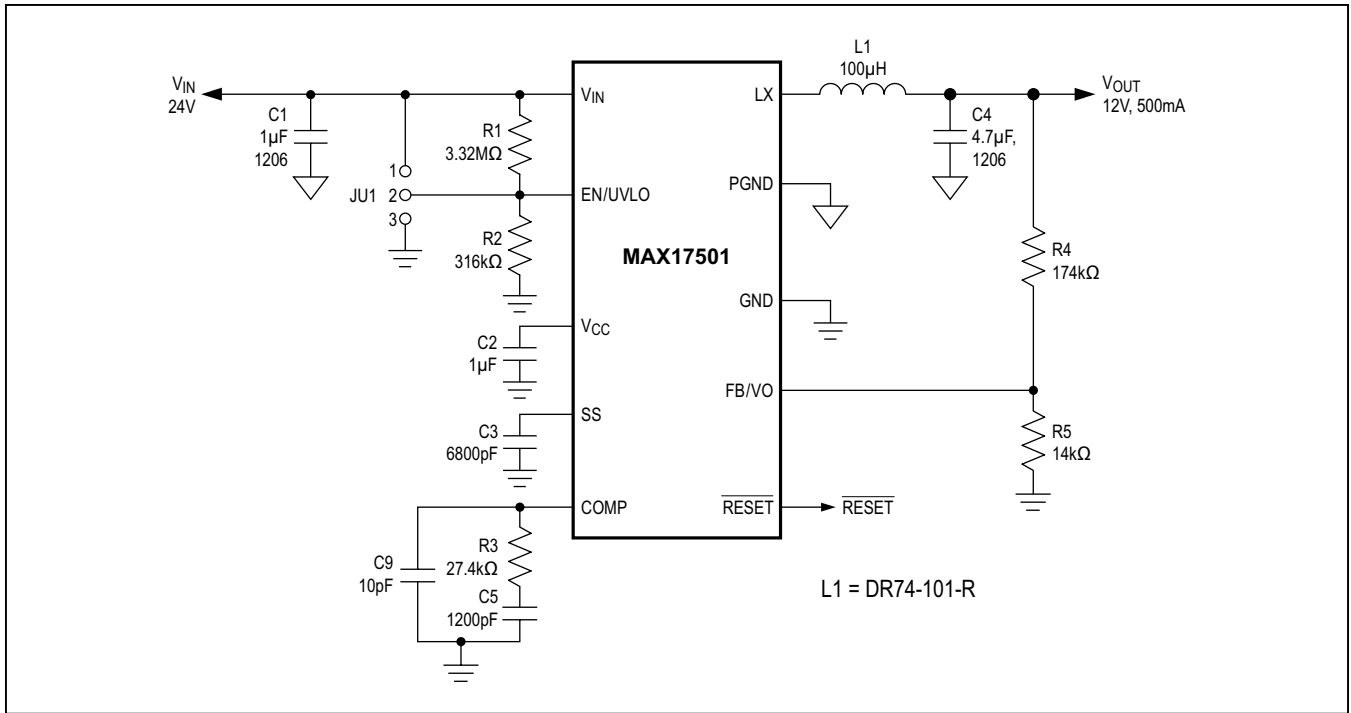 VIN
24V
C1
1µF
1206
JU1
1
2
3
R1
3.32MΩ
R2
316kΩ
C2
1µF
C3
6800pF
C9
10pF
R3
27.4kΩ
C5
1200pF
VIN
EN/UVLO
VCC
SS
COMP
MAX17501
LX
PGND
GND
FB/VO
RESET
RESET
L1
100µH
C4
4.7µF,
1206
VOUT
12V, 500mA
R4
174kΩ
R5
14kΩ
L1 = DR74-101-R